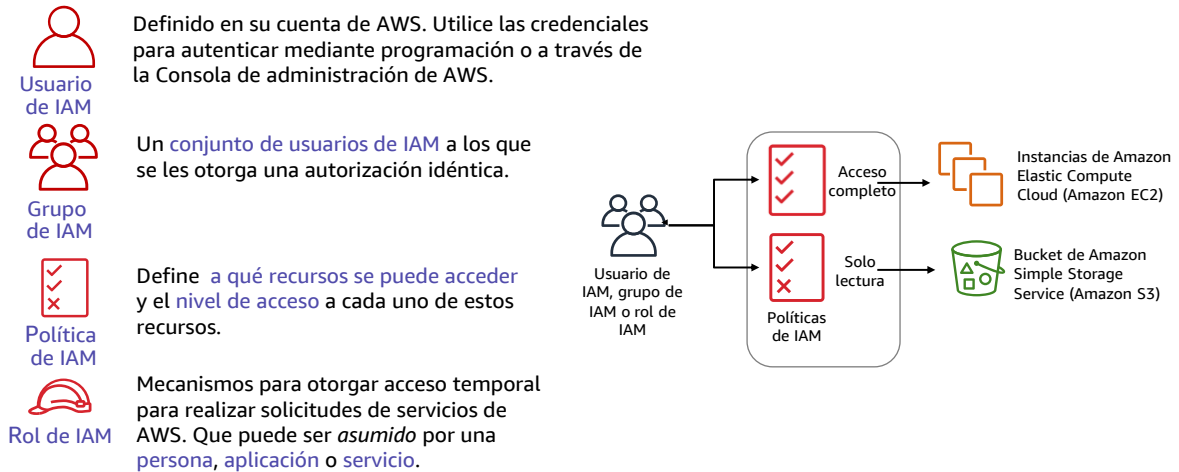 Definido en su cuenta de AWS. Utilice las credenciales
para autenticar mediante programación o a través de
la Consola de administración de AWS.
Usuario
de IAM
Un conjunto de usuarios de IAM a los que
se les otorga una autorización idéntica.
Grupo
de IAM
Define  a qué recursos se puede acceder
y el nivel de acceso a cada uno de estos
recursos.
Política
de IAM
Mecanismos para otorgar acceso temporal
para realizar solicitudes de servicios de
AWS. Que puede ser asumido por una
persona, aplicación o servicio.
Rol de IAM
Usuario de
IAM, grupo de
IAM o rol de
IAM
Acceso
completo
Solo
lectura
Políticas
de IAM
Instancias de Amazon
Elastic Compute
Cloud (Amazon EC2)
Bucket de Amazon
Simple Storage
Service (Amazon S3)